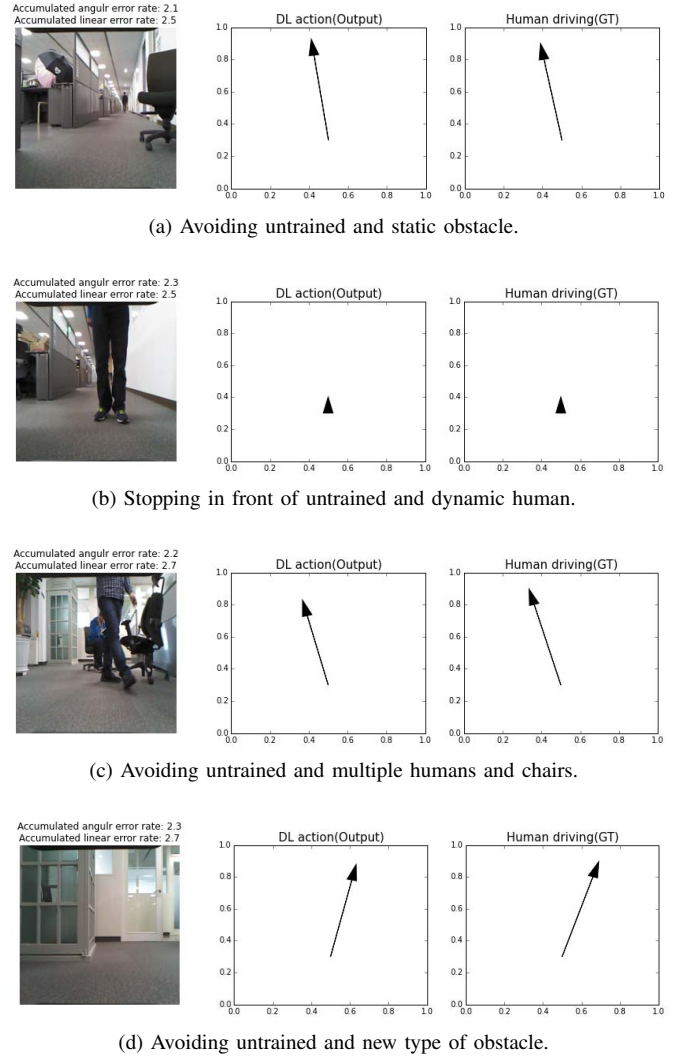 Accumulated angulr error rate: 2.1
Accumulated linear error rate: 2.5
DL action(Output)
1.0
0.8
0.6
0.4
0.2
0.0
0.0 0.2 0.4 0.6 0.8 1.0
Human driving(GT)
1.0
0.8
0.6
0.4
0.2
0.0
0.0 0.2 0.4 0.6 0.8 1.0
(a) Avoiding untrained and static obstacle.
Accumulated angulr error rate: 2.3
Accumulated linear error rate: 2.5
DL action(Output)
1.0
0.8
0.6
0.4
0.2
0.0
0.0 0.2 0.4 0.6 0.8 1.0
Human driving(GT)
1.0
0.8
0.6
0.4
0.2
0.0
0.0 0.2 0.4 0.6 0.8 1.0
(b) Stopping in front of untrained and dynamic human.
Accumulated angulr error rate: 2.2
Accumulated linear error rate: 2.7
DL action(Output)
1.0
0.8
0.6
0.4
0.2
0.0
0.0 0.2 0.4 0.6 0.8 1.0
Human driving(GT)
1.0
0.8
0.6
0.4
0.2
0.0
0.0 0.2 0.4 0.6 0.8 1.0
(c) Avoiding untrained and multiple humans and chairs.
Accumulated angulr error rate: 2.3
Accumulated linear error rate: 2.7
DL action(Output)
1.0
0.8
0.6
0.4
0.2
0.0
0.0 0.2 0.4 0.6 0.8 1.0
Human driving(GT)
1.0
0.8
0.6
0.4
0.2
0.0
0.0 0.2 0.4 0.6 0.8 1.0
(d) Avoiding untrained and new type of obstacle.